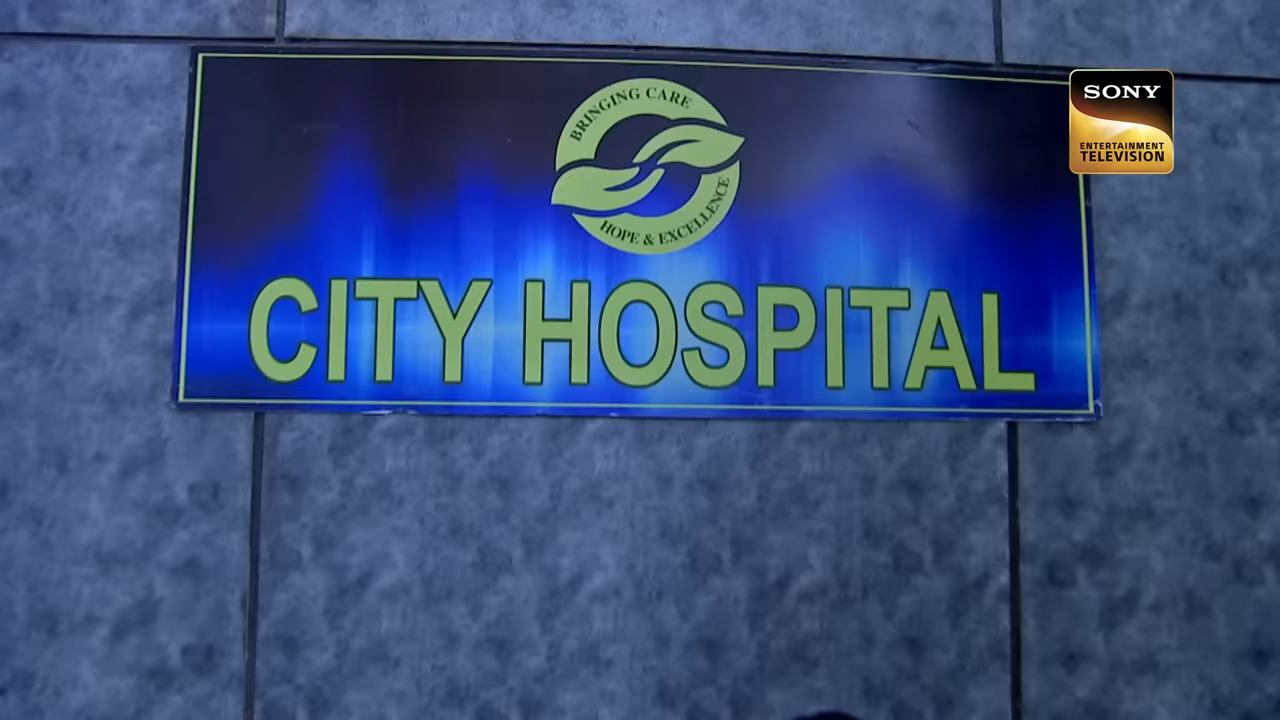 BRINGING CARE
HOPE & EXCELLENCE
CITY HOSPITAL
SONY
ENTERTAINMENT
TELEVISION